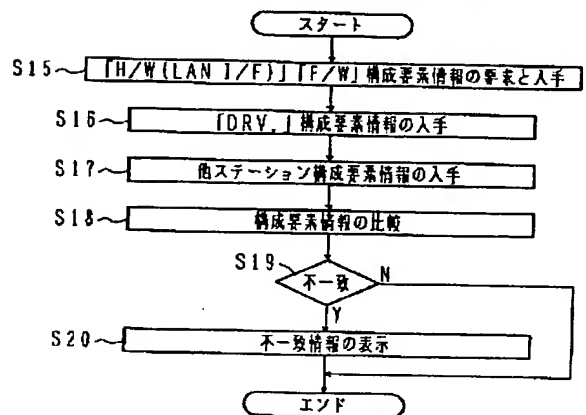 スタート
S15 「H/W(LAN I/F)」「F/W」構成要素情報の要求と入手
S16 「DRV.」構成要素情報の入手
S17 他ステーション構成要素情報の入手
S18 構成要素情報の比較
S19 不一致 N
Y
S20 不一致情報の表示
エンド